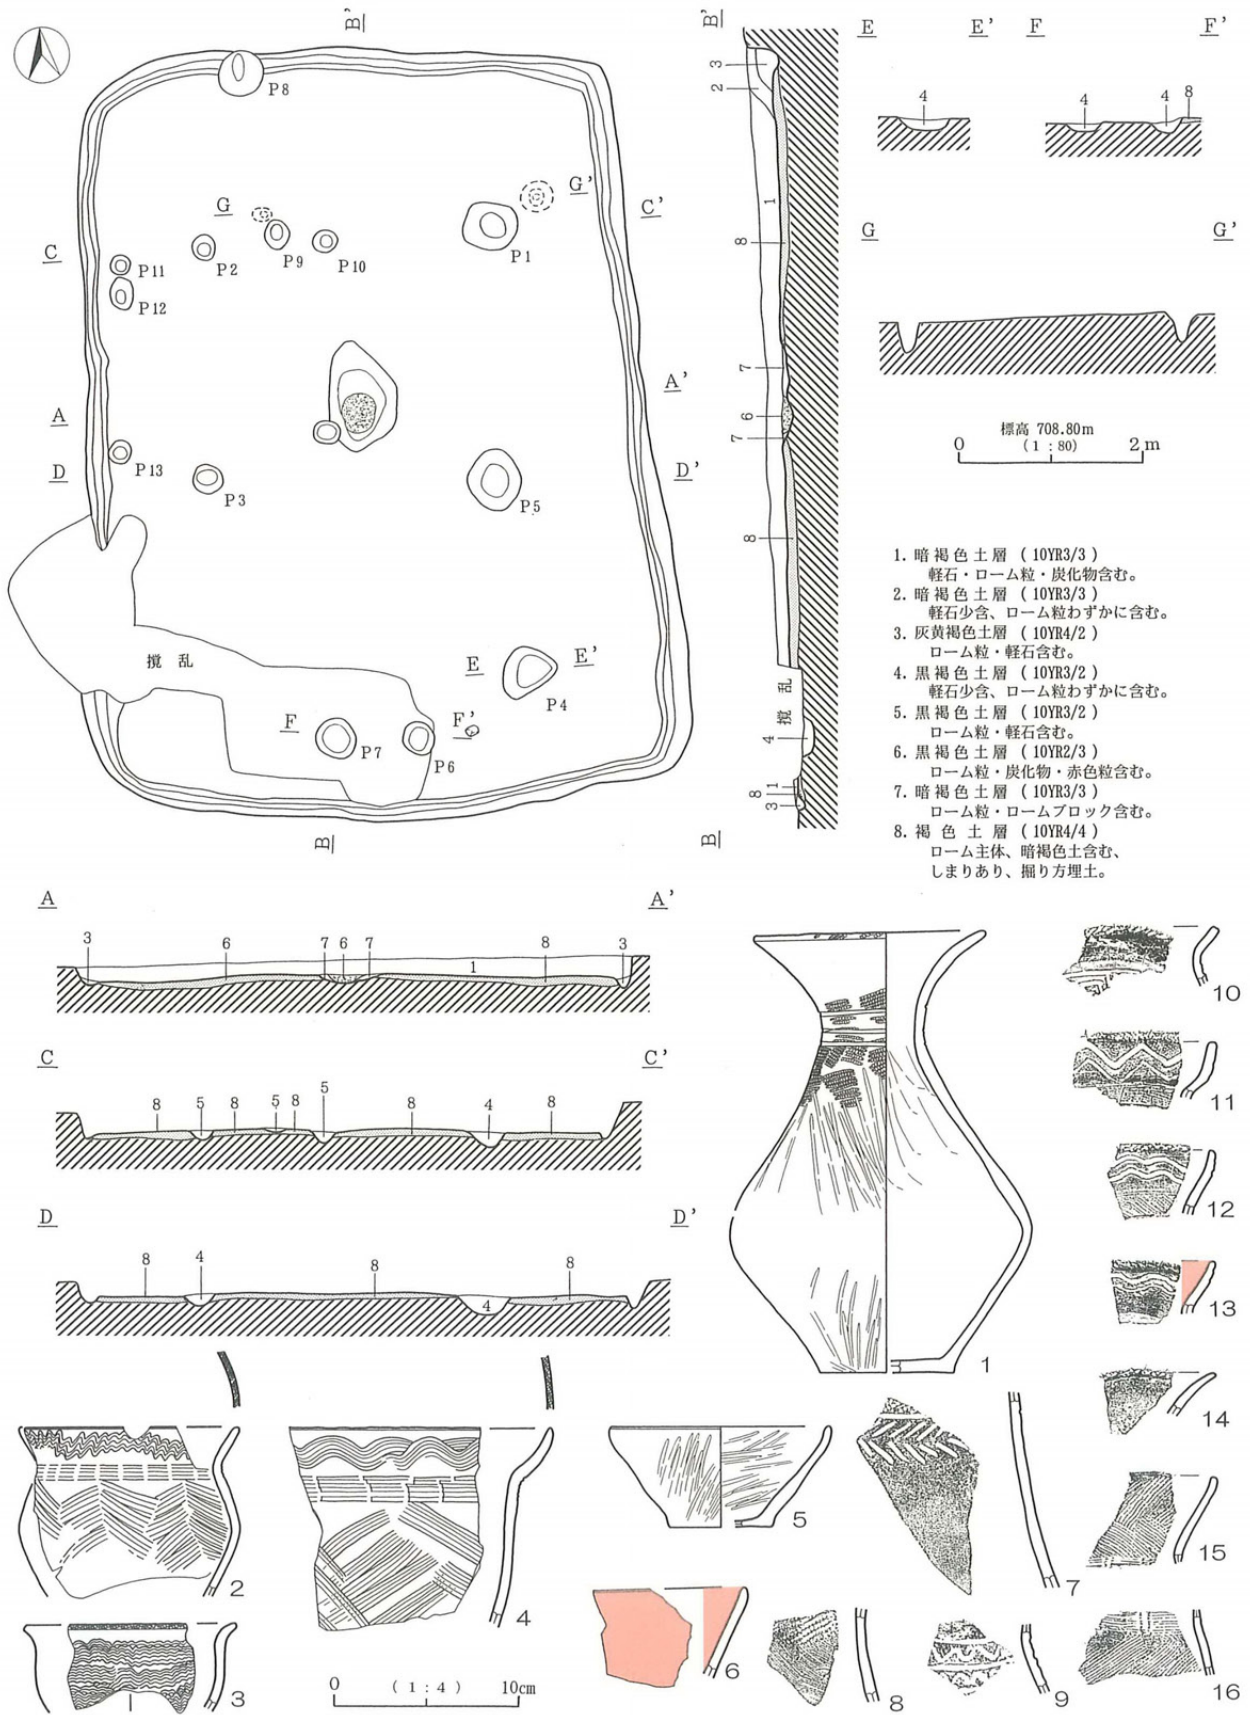 B'
P8
G
G'
C
C'
P11
P2
P9
P10
P1
P12
A
A'
P13
D
D'
P3
P5
攪乱
E
E'
P4
F
F'
P7
P6
B
B'
3
2
1
8
7
6
7
8
攪乱
4
1
8
3
B
E
E'
F
F'
4
4
4
8
G
G'
標高 708.80m
0 (1:80) 2m
1. 暗褐色土層 (10YR3/3)
軽石・ローム粒・炭化物含む。
2. 暗褐色土層 (10YR3/3)
軽石少含、ローム粒わずかに含む。
3. 灰黄褐色土層 (10YR4/2)
ローム粒・軽石含む。
4. 黒褐色土層 (10YR3/2)
軽石少含、ローム粒わずかに含む。
5. 黒褐色土層 (10YR3/2)
ローム粒・軽石含む。
6. 黒褐色土層 (10YR2/3)
ローム粒・炭化物・赤色粒含む。
7. 暗褐色土層 (10YR3/3)
ローム粒・ロームブロック含む。
8. 褐色土層 (10YR4/4)
ローム主体、暗褐色土含む、
しまりあり、掘り方埋土。
A
A'
3
6
7 6 7
1
8
3
C
C'
8 5 8 5 8 5 8 4 8
D
D'
8 4 8 4 8
1
2
3
4
5
6
7
8
9
10
11
12
13
14
15
16
0 (1:4) 10cm